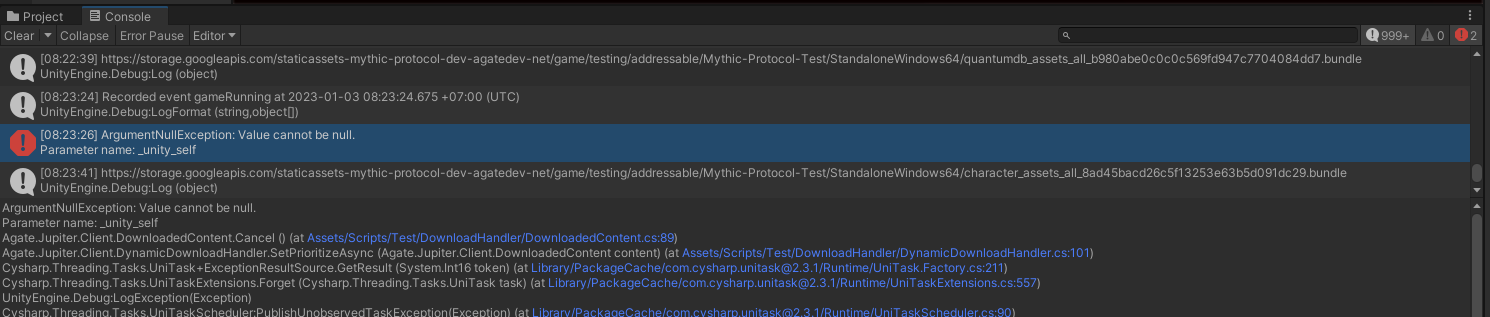 Project Console
Clear Collapse Error Pause Editor 999+ 0 2
[08:22:39] https://storage.googleapis.com/staticassets-mythic-protocol-dev-agatedev-net/game/testing/addressable/Mythic-Protocol-Test/StandaloneWindows64/quantumdb_assets_all_b980abe0c0c0c569fd947c7704084dd7.bundle
UnityEngine.Debug:Log (object)
[08:23:24] Recorded event gameRunning at 2023-01-03 08:23:24.675 +07:00 (UTC)
UnityEngine.Debug:LogFormat (string,object[])
[08:23:26] ArgumentNullException: Value cannot be null.
Parameter name: _unity_self
[08:23:41] https://storage.googleapis.com/staticassets-mythic-protocol-dev-agatedev-net/game/testing/addressable/Mythic-Protocol-Test/StandaloneWindows64/character_assets_all_8ad45bacd26c5f13253e63b5d091dc29.bundle
UnityEngine.Debug:Log (object)
ArgumentNullException: Value cannot be null.
Parameter name: _unity_self
Agate.Jupiter.Client.DownloadedContent.Cancel () (at Assets/Scripts/Test/DownloadHandler/DownloadedContent.cs:89)
Agate.Jupiter.Client.DynamicDownloadHandler.SetPrioritizeAsync (Agate.Jupiter.Client.DownloadedContent content) (at Assets/Scripts/Test/DownloadHandler/DynamicDownloadHandler.cs:101)
Cysharp.Threading.Tasks.UniTask+ExceptionResultSource.GetResult (System.Int16 token) (at Library/PackageCache/com.cysharp.unitask@2.3.1/Runtime/UniTask.Factory.cs:211)
Cysharp.Threading.Tasks.UniTaskExtensions.Forget (Cysharp.Threading.Tasks.UniTask task) (at Library/PackageCache/com.cysharp.unitask@2.3.1/Runtime/UniTaskExtensions.cs:557)
UnityEngine.Debug:LogException(Exception)
Cysharp.Threading.Tasks.UniTaskScheduler:PublishUnobservedTaskException(Exception) (at Library/PackageCache/com.cysharp.unitask@2.3.1/Runtime/UniTaskScheduler.cs:90)